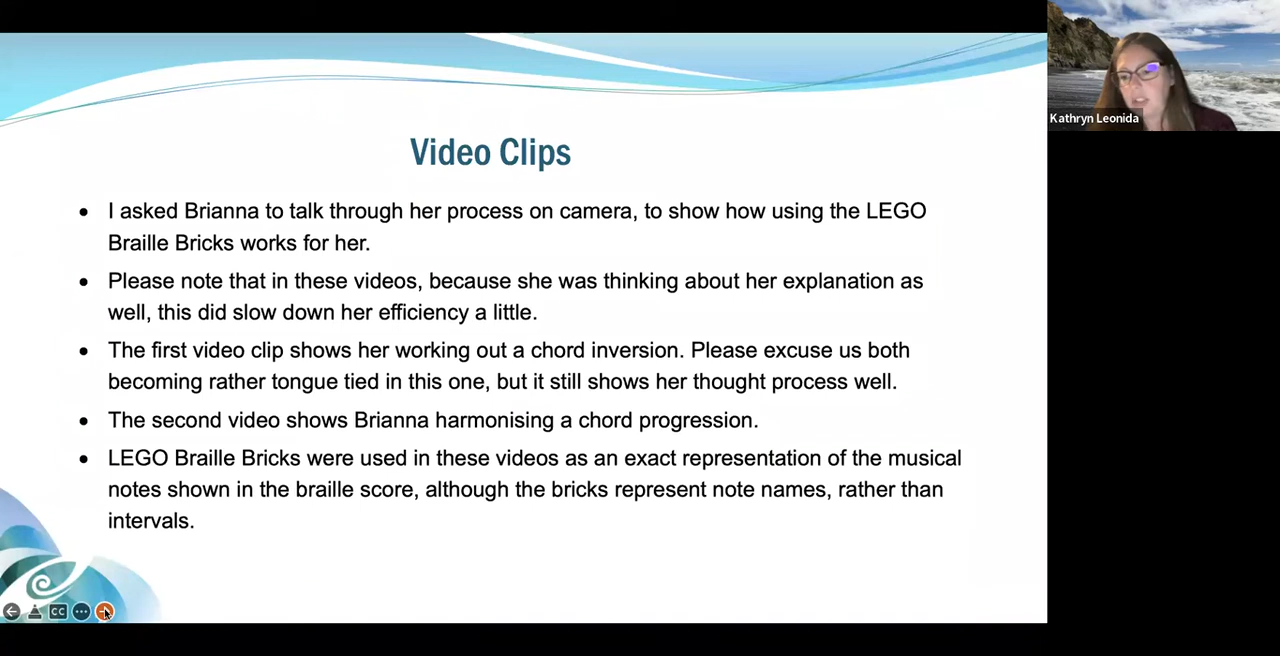 Video Clips
• I asked Brianna to talk through her process on camera, to show how using the LEGO
Braille Bricks works for her.
• Please note that in these videos, because she was thinking about her explanation as
well, this did slow down her efficiency a little.
• The first video clip shows her working out a chord inversion. Please excuse us both
becoming rather tongue tied in this one, but it still shows her thought process well.
• The second video shows Brianna harmonising a chord progression.
• LEGO Braille Bricks were used in these videos as an exact representation of the musical
notes shown in the braille score, although the bricks represent note names, rather than
intervals.
CC
Kathryn Leonida